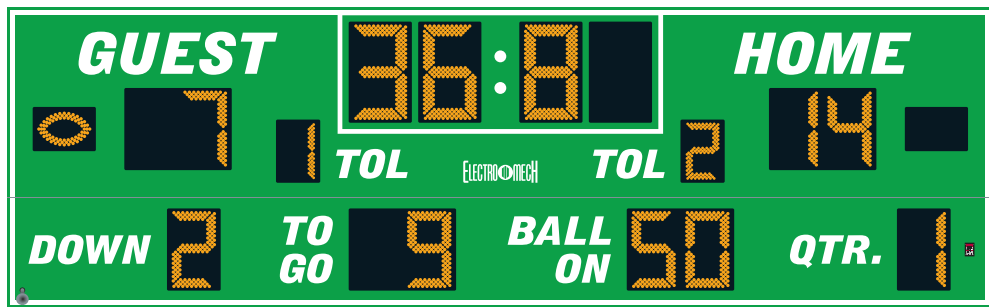 GUEST
36:8
HOME
7
1
TOL
ELECTRO-MECH
TOL
2
14
DOWN
2
TO
GO
9
BALL
ON
50
QTR.
1